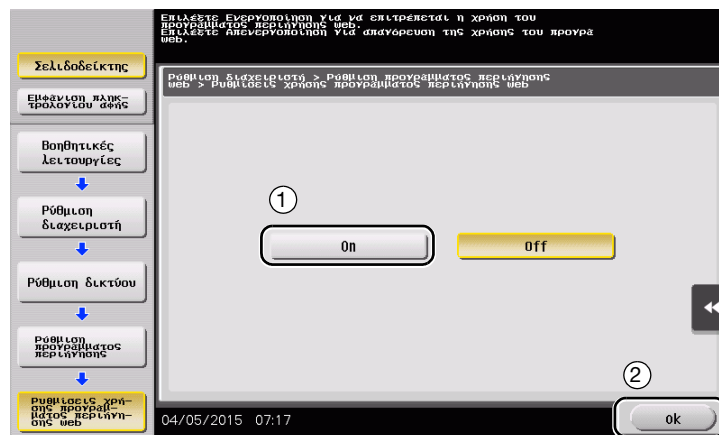 Επιλέξτε Ενεργοποίηση για να επιτρέπεται η χρήση του
προγράμματος περιήγησης web.
Επιλέξτε Απενεργοποίηση για απαγόρευση της χρήσης του προγρά
web.
Σελιδοδείκτης
Εμφάνιση πληκ-
τρολογίου αφής
Βοηθητικές
λειτουργίες
Ρύθμιση
διαχειριστή
Ρύθμιση δικτύου
Ρύθμιση
προγράμματος
περιήγησης
Ρυθμίσεις χρή-
σης προγράμ-
ματος περιήγη-
σης web
Ρύθμιση διαχειριστή > Ρύθμιση προγράμματος περιήγησης
web > Ρυθμίσεις χρήσης προγράμματος περιήγησης web
1
On
Off
2
04/05/2015 07:17
ok